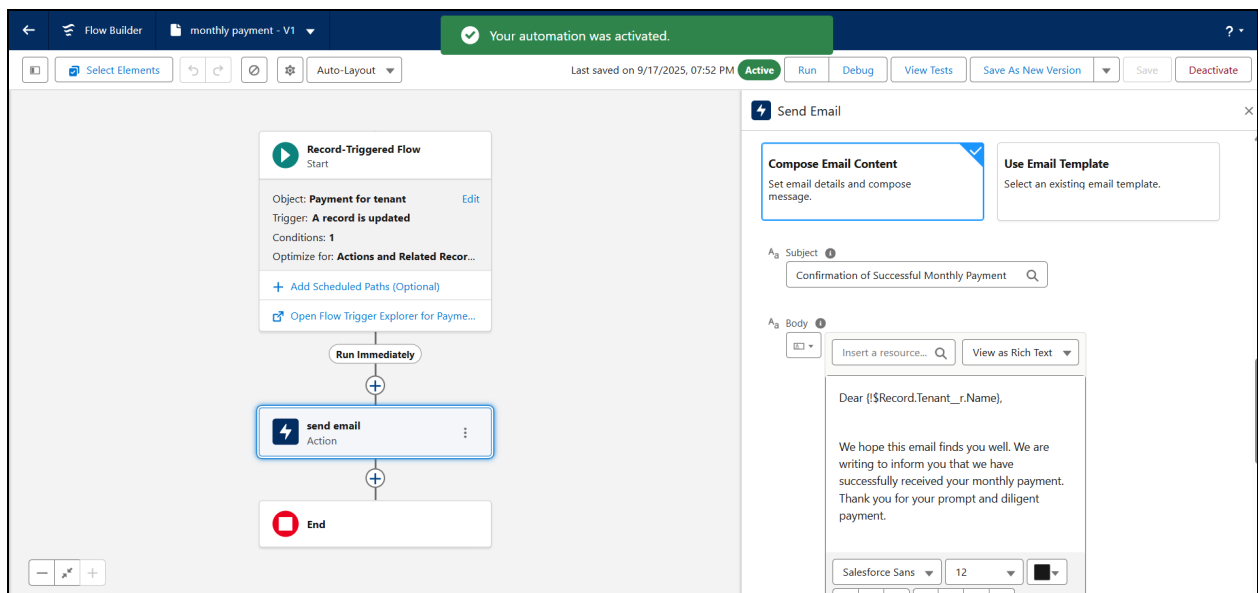 Flow Builder
monthly payment - V1
Your automation was activated.
?
Select Elements
Auto-Layout
Last saved on 9/17/2025, 07:52 PM
Active
Run
Debug
View Tests
Save As New Version
Save
Deactivate
Record-Triggered Flow
Start
Object: Payment for tenant
Edit
Trigger: A record is updated
Conditions: 1
Optimize for: Actions and Related Recor...
Add Scheduled Paths (Optional)
Open Flow Trigger Explorer for Payme...
Run Immediately
send email
Action
End
Send Email
Compose Email Content
Set email details and compose
message.
Use Email Template
Select an existing email template.
Aa Subject
Confirmation of Successful Monthly Payment
Aa Body
Insert a resource...
View as Rich Text
Dear {!$Record.Tenant__r.Name},
We hope this email finds you well. We are
writing to inform you that we have
successfully received your monthly payment.
Thank you for your prompt and diligent
payment.
Salesforce Sans
12